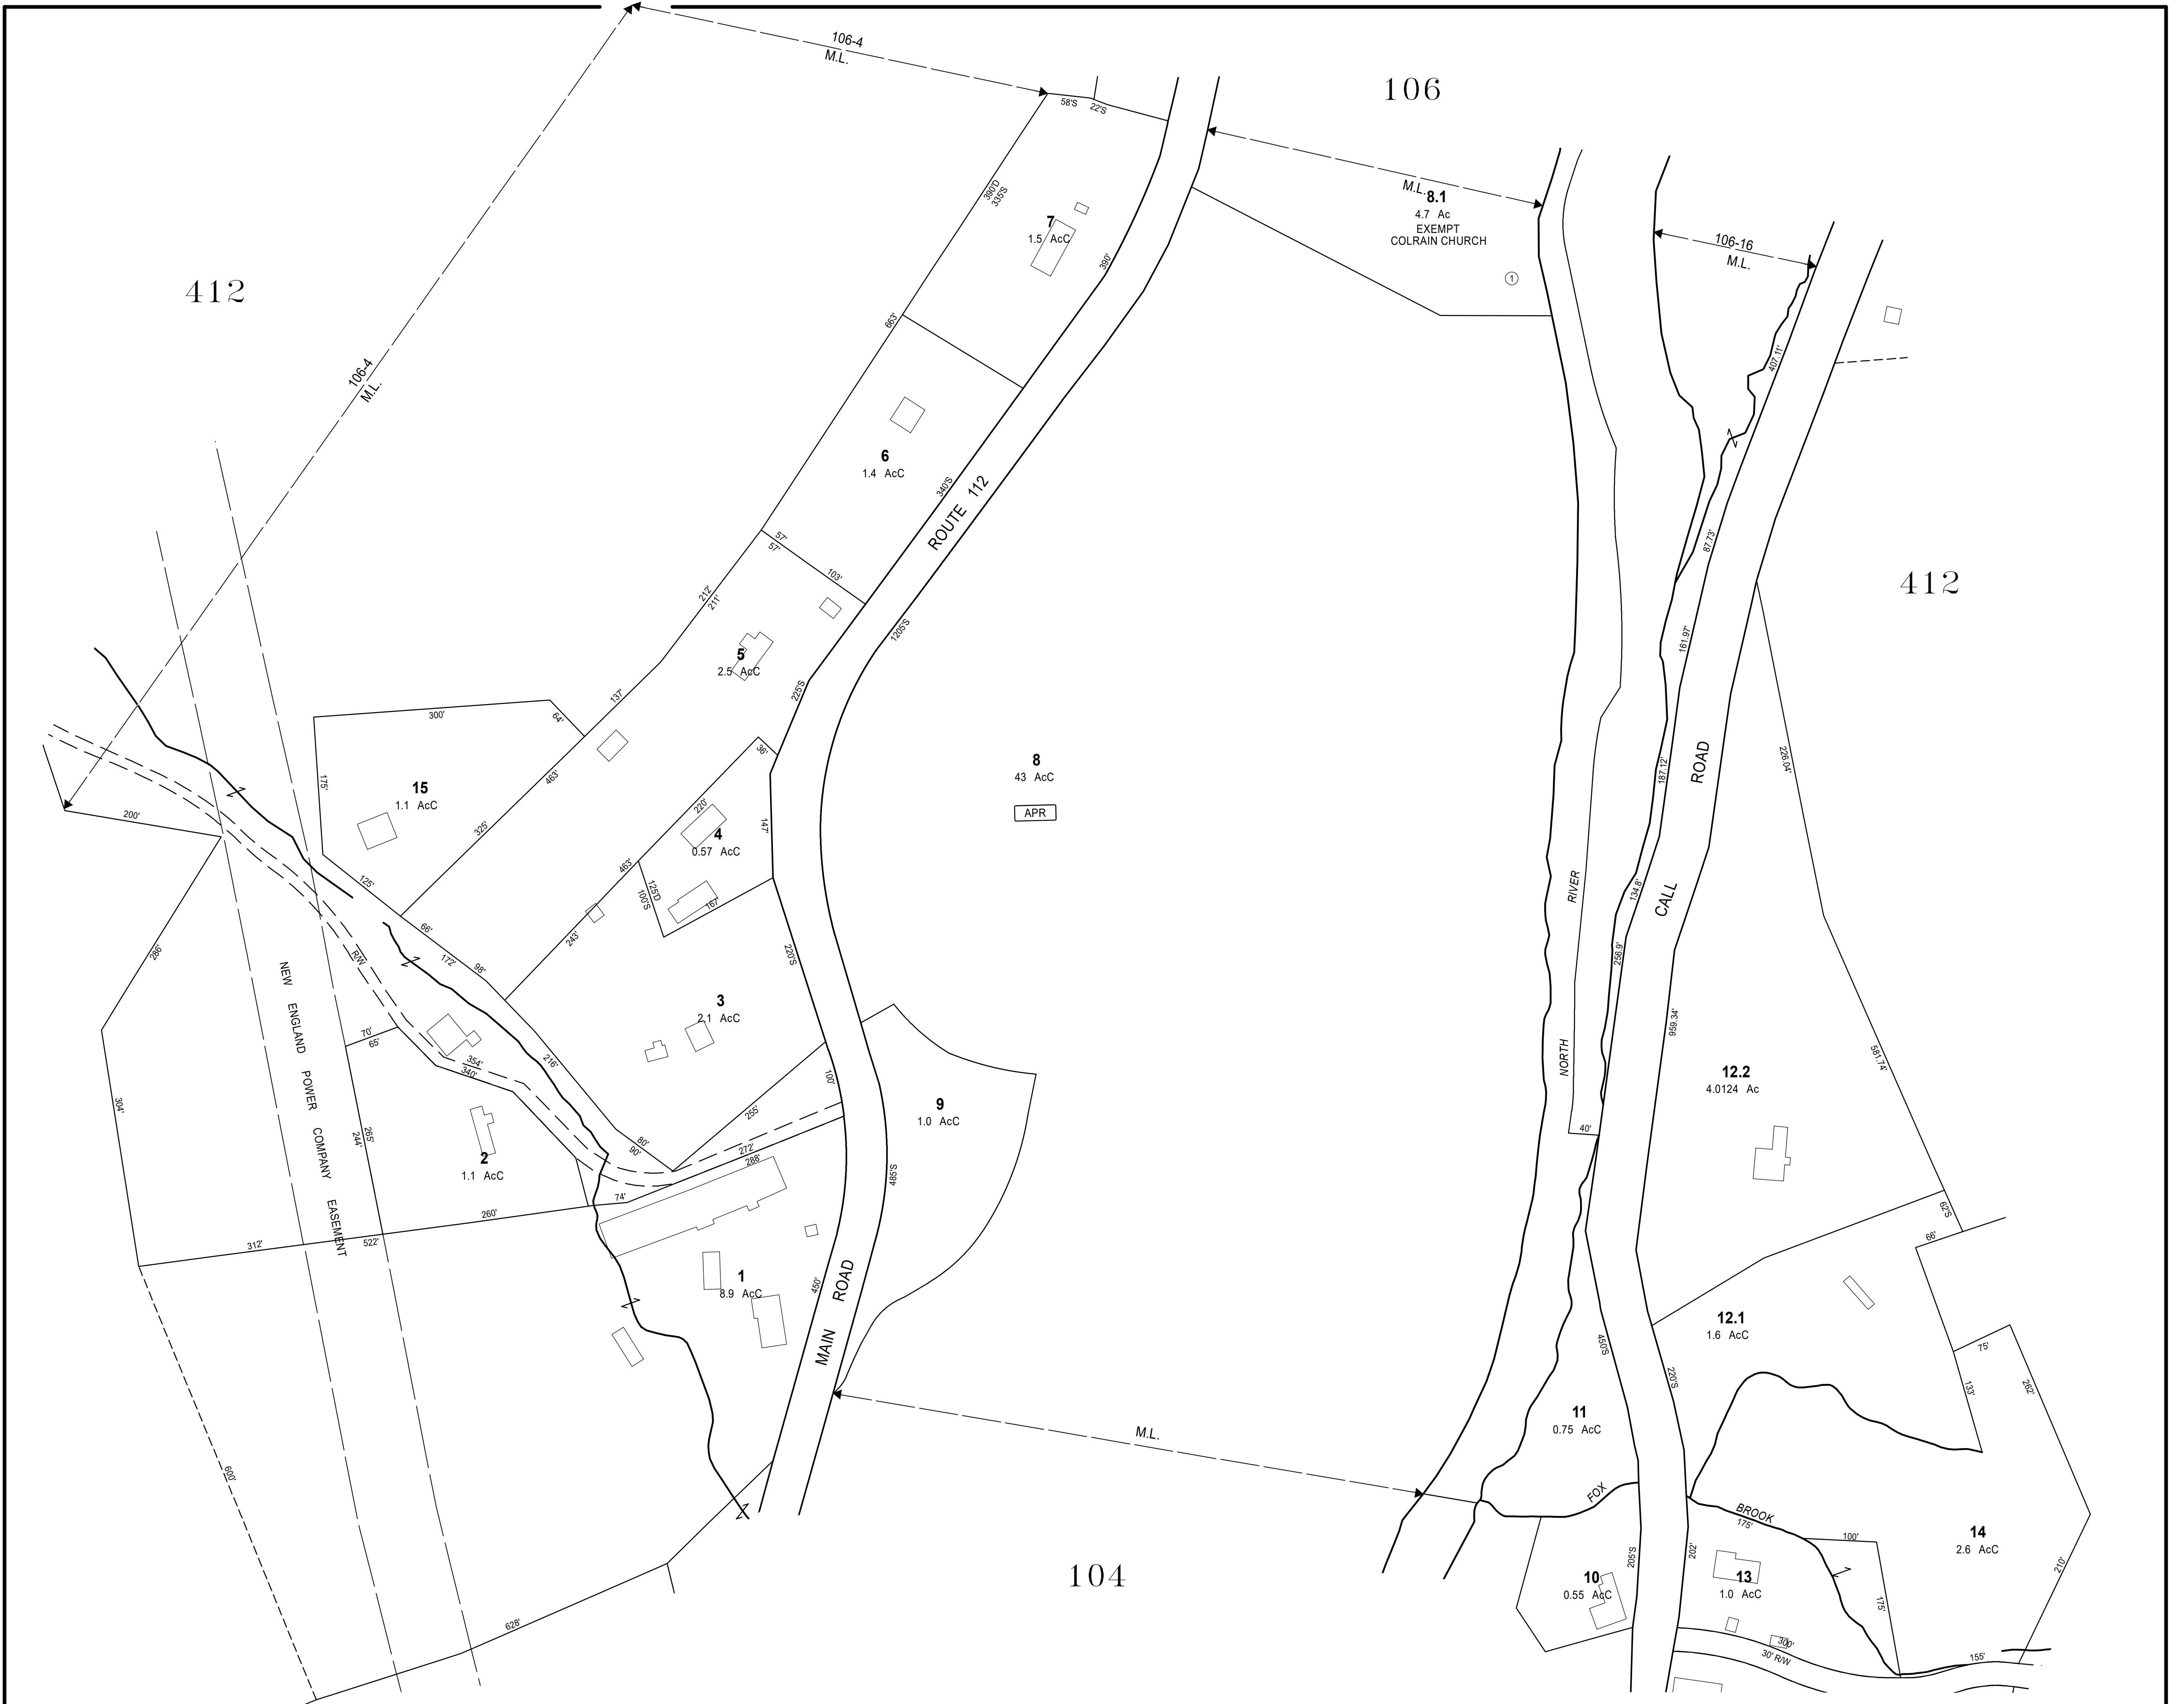 106-4
M.L.
106
58'S
22'S
390'D
335'S
7
1.5 AcC
390'
M.L.
8.1
4.7 Ac
EXEMPT
COLRAIN CHURCH
1
106-16
M.L.
412
106-4
M.L.
663'
407.11'
6
1.4 AcC
340'S
ROUTE 112
57'
57'
103'
87.73'
412
212'
211'
5
2.5 AcC
1205'S
161.97'
137'
225'S
300'
64'
36'
463'
175'
15
1.1 AcC
8
43 AcC
APR
187.12'
ROAD
226.04'
200'
325'
220'
147'
4
0.57 AcC
463'
125'D
100'S
167'
125'
134.8'
CALL
RIVER
66'
172'
98'
243'
220'S
256.9'
286'
R/W
NEW ENGLAND POWER COMPANY EASEMENT
3
2.1 AcC
959.34'
70'
65'
354'
340'
216'
NORTH
581.74'
12.2
4.0124 Ac
304'
100'
255'
9
1.0 AcC
265'
244'
80'
90'
40'
272'
288'
2
1.1 AcC
485'S
74'
260'
312'
522'
62'S
66'
1
8.9 AcC
450'
MAIN ROAD
12.1
1.6 AcC
450'S
220'S
75'
133'
262'
M.L.
11
0.75 AcC
600'
FOX
BROOK
175'
100'
14
2.6 AcC
104
205'S
202'
10
0.55 AcC
13
1.0 AcC
175'
210'
628'
300'
30' R/W
155'